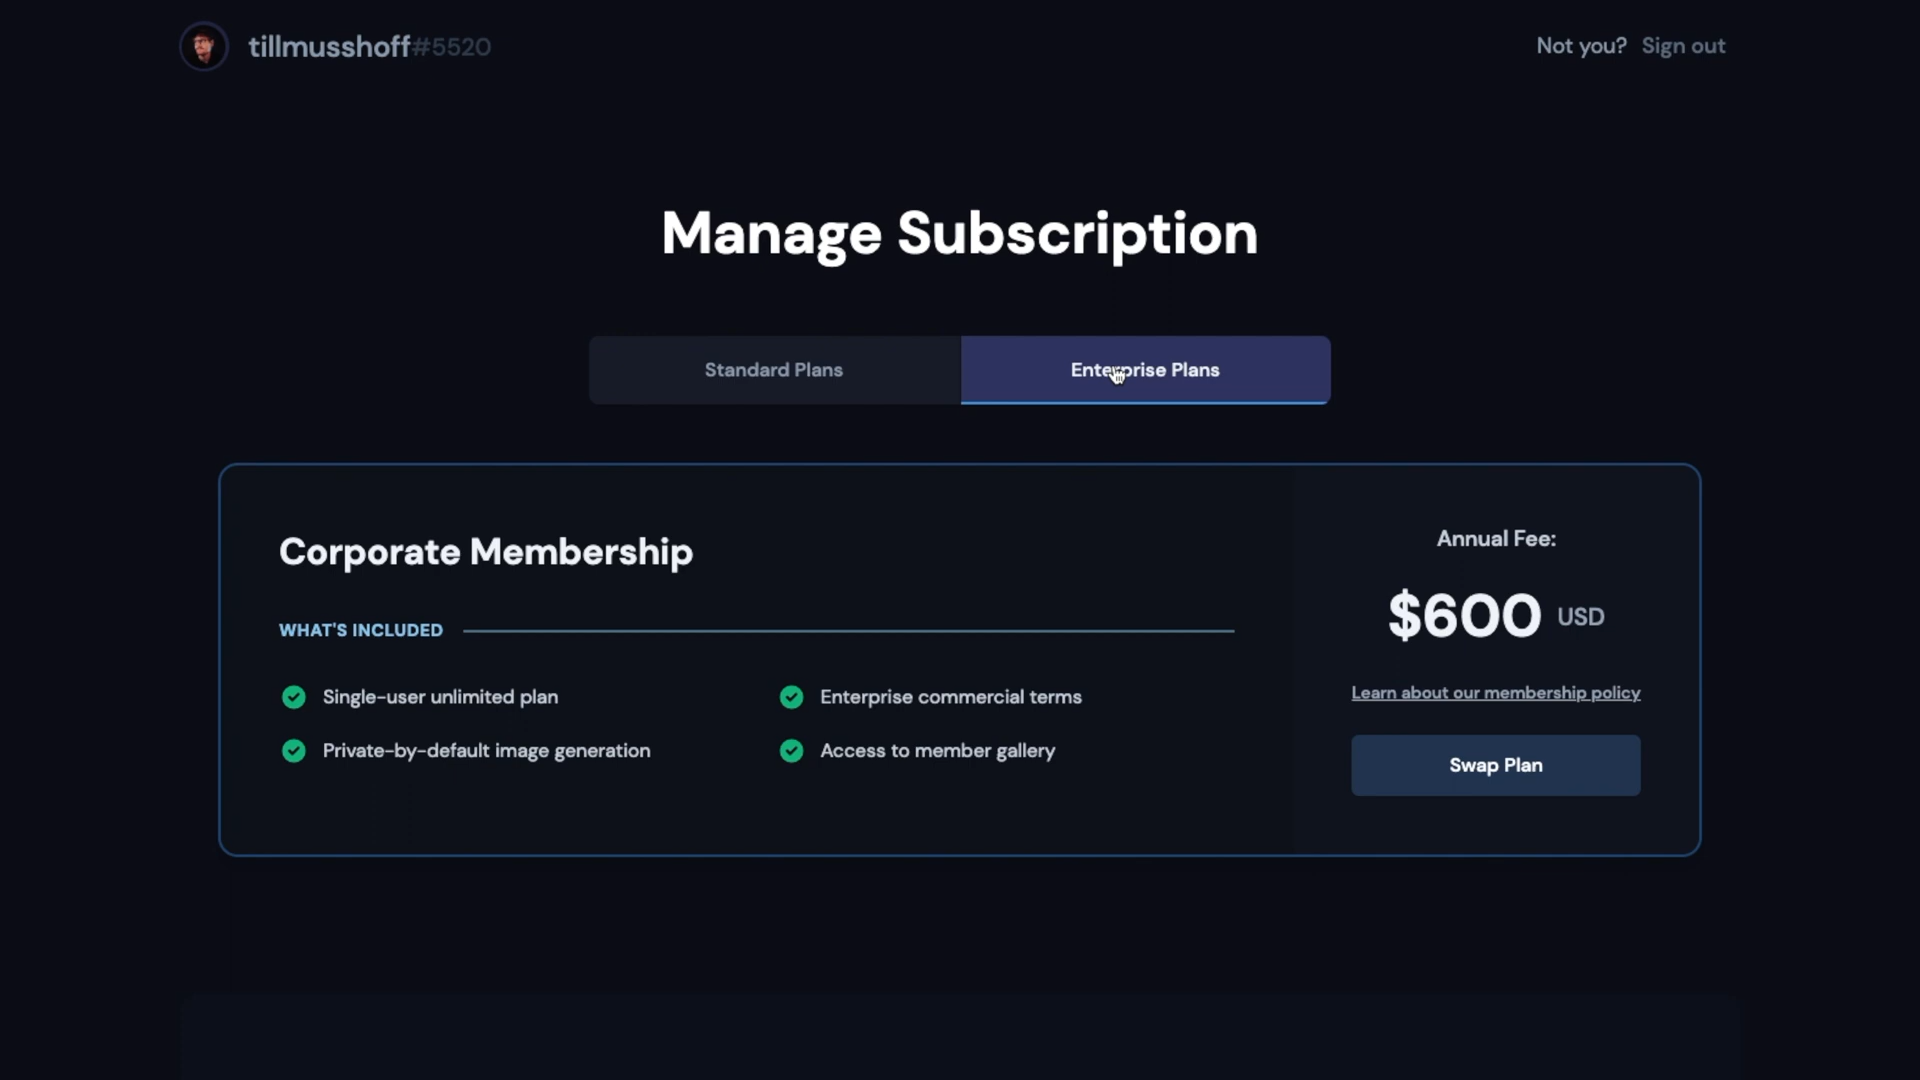 tillmusshoff#5520
Not you? Sign out
Manage Subscription
Standard Plans
Enterprise Plans
Corporate Membership
WHAT'S INCLUDED
Single-user unlimited plan
Enterprise commercial terms
Private-by-default image generation
Access to member gallery
Annual Fee:
$600 USD
Learn about our membership policy
Swap Plan